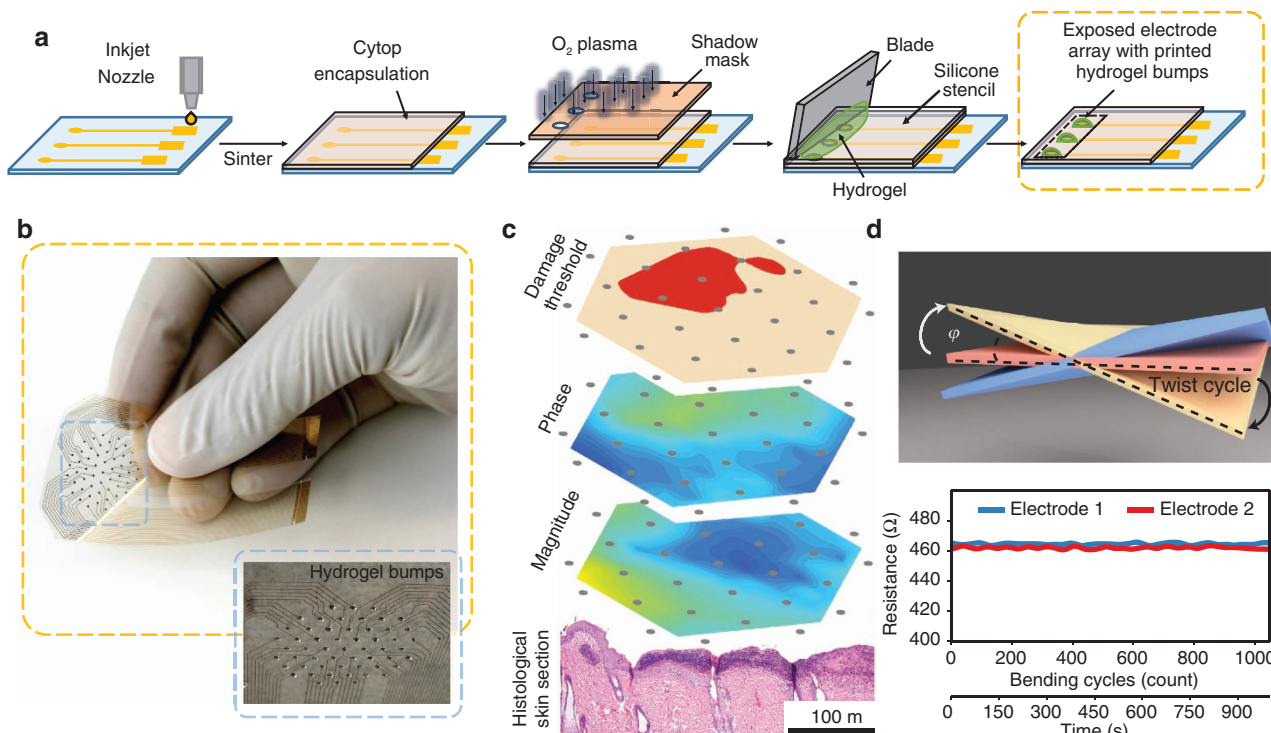 a
Inkjet
Nozzle
Sinter
Cytop
encapsulation
O₂ plasma
Shadow
mask
Blade
Silicone
stencil
Hydrogel
Exposed electrode
array with printed
hydrogel bumps
b
Hydrogel bumps
c
Damage
threshold
Phase
Magnitude
Histological
skin section
100 m
d
φ
Twist cycle
Electrode 1
Electrode 2
Resistance (Ω)
480
460
440
420
400
0 200 400 600 800 1000
Bending cycles (count)
0 150 300 450 600 750 900
Time (s)